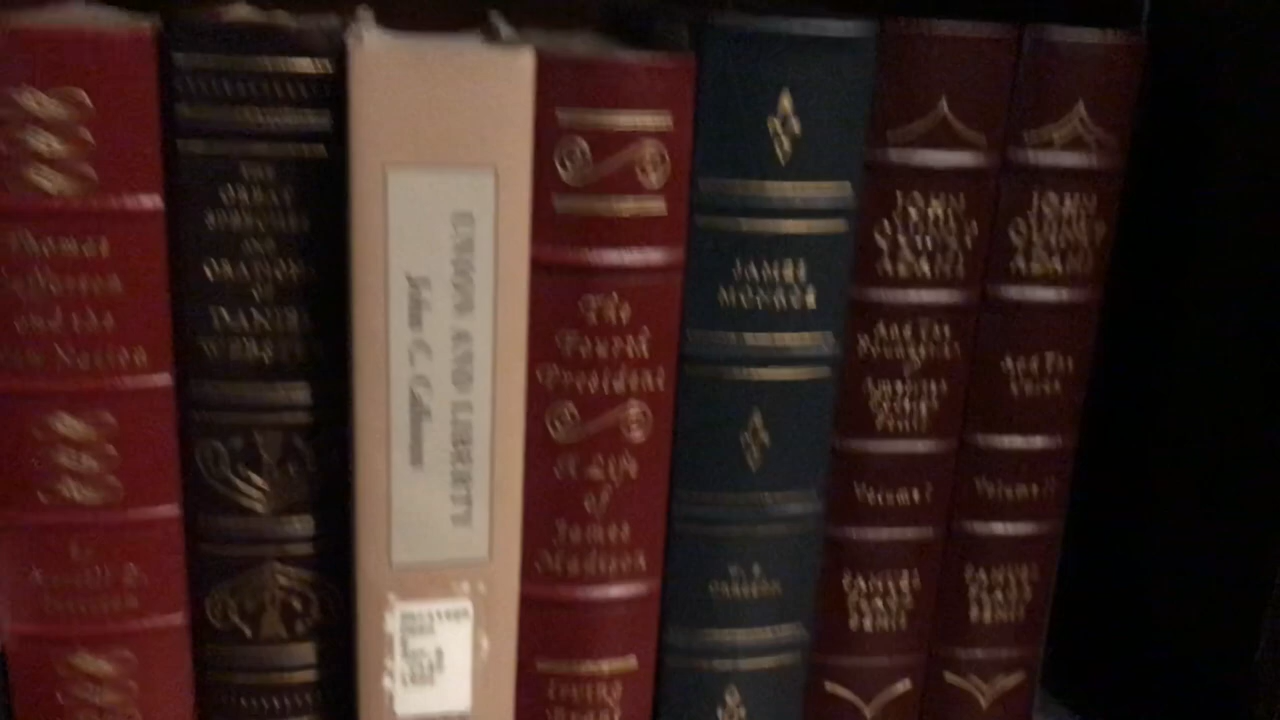 Thomas
Jefferson
and the
New Nation
THE
GREAT
SPEECHES
AND
ORATIONS
OF
DANIEL
WEBSTER
UNION AND LIBERTY
John C. Calhoun
The
Fourth
President
A Life
of
James
Madison
JAMES
MONROE
JOHN
QUINCY
ADAMS
And The
Foundations
of
American
Foreign
Policy
Volume I
SAMUEL
FLAGG
BEMIS
JOHN
QUINCY
ADAMS
And The
Union
Volume II
SAMUEL
FLAGG
BEMIS